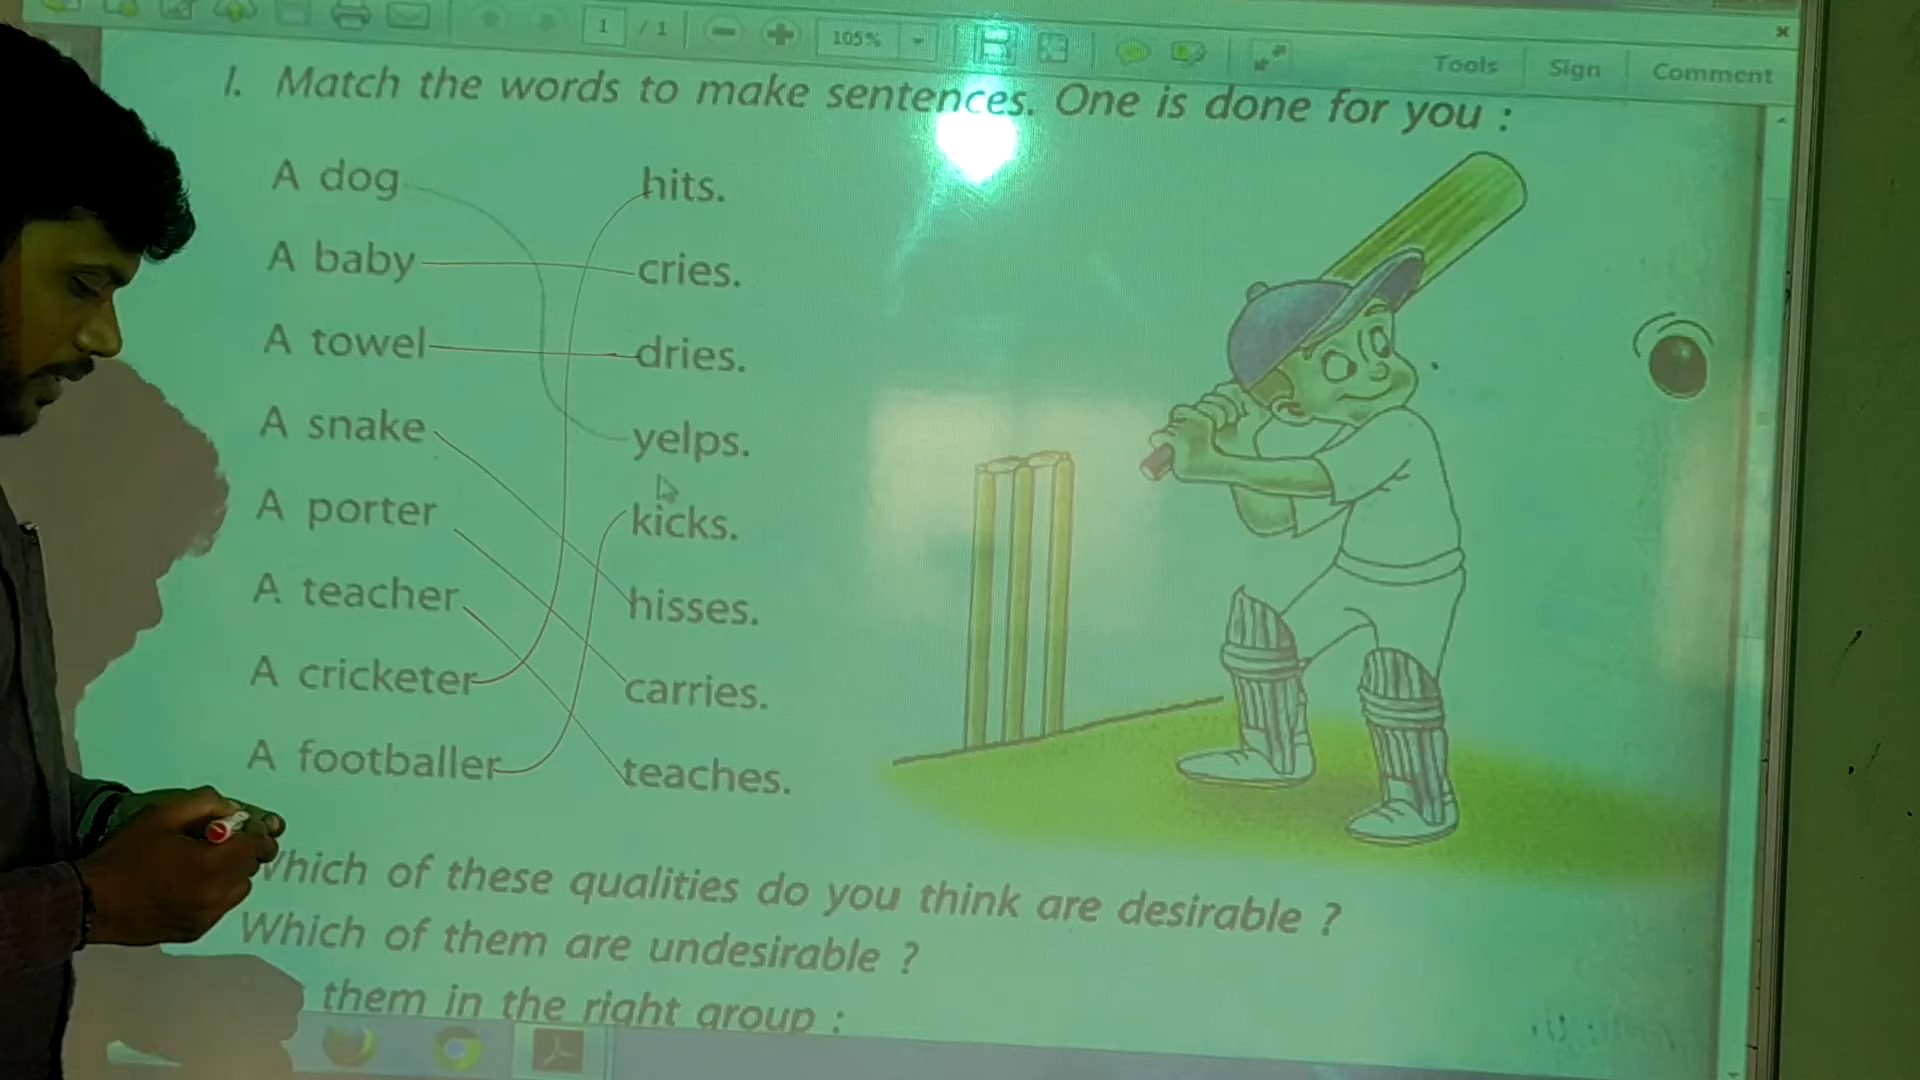 1 / 1
105%
Tools Sign Comment
I. Match the words to make sentences. One is done for you :
A dog hits.
A baby cries.
A towel dries.
A snake yelps.
A porter kicks.
A teacher hisses.
A cricketer carries.
A footballer teaches.
Which of these qualities do you think are desirable ?
Which of them are undesirable ?
them in the right group :